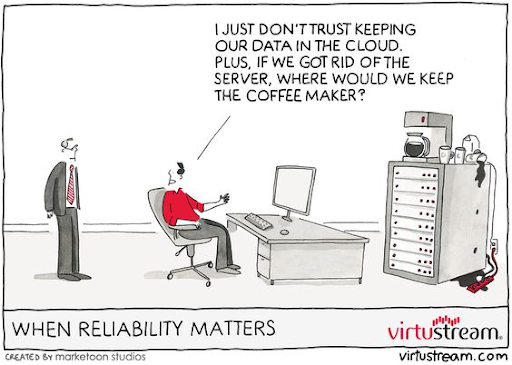 I JUST DON'T TRUST KEEPING
OUR DATA IN THE CLOUD.
PLUS, IF WE GOT RID OF THE
SERVER, WHERE WOULD WE KEEP
THE COFFEE MAKER?
WHEN RELIABILITY MATTERS
virtustream.
CREATED BY marketoon studios
virtustream.com